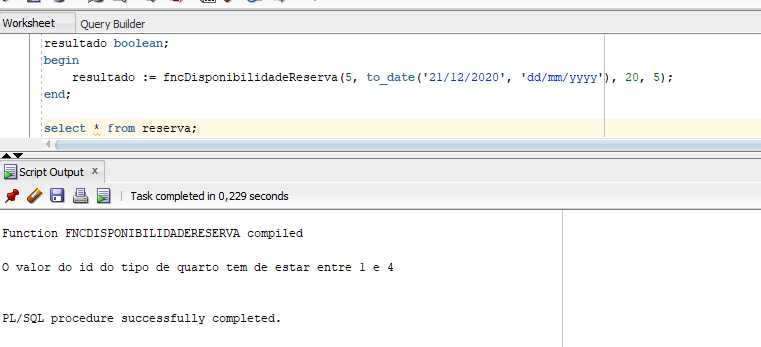 Worksheet Query Builder
resultado boolean;
begin
resultado := fncDisponibilidadeReserva(5, to_date('21/12/2020', 'dd/mm/yyyy'), 20, 5);
end;
select * from reserva;
Script Output x
Task completed in 0,229 seconds
Function FNCDISPONIBILIDADERESERVA compiled
O valor do id do tipo de quarto tem de estar entre 1 e 4
PL/SQL procedure successfully completed.